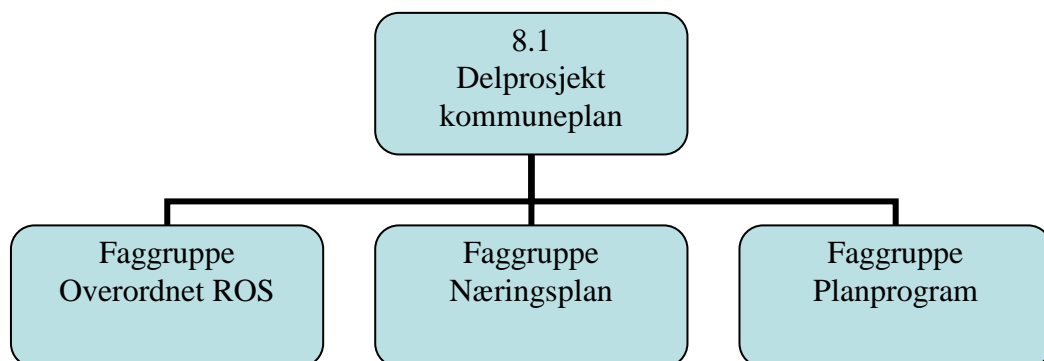 8.1
Delprosjekt
kommuneplan
Faggruppe
Overordnet ROS
Faggruppe
Næringsplan
Faggruppe
Planprogram